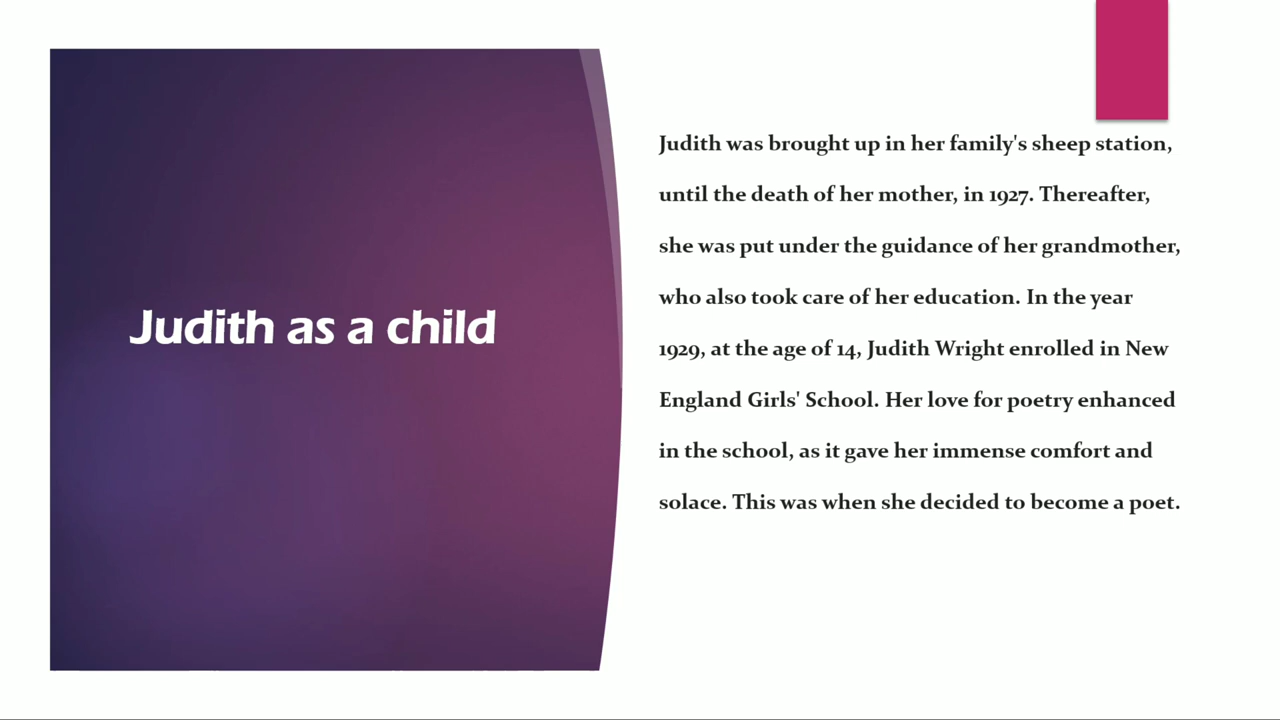 Judith as a child
Judith was brought up in her family's sheep station,
until the death of her mother, in 1927. Thereafter,
she was put under the guidance of her grandmother,
who also took care of her education. In the year
1929, at the age of 14, Judith Wright enrolled in New
England Girls' School. Her love for poetry enhanced
in the school, as it gave her immense comfort and
solace. This was when she decided to become a poet.